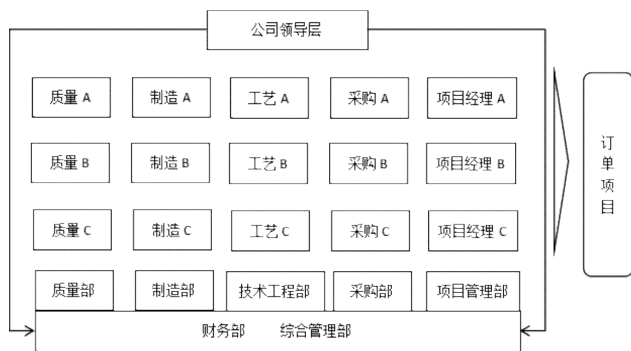 公司领导层
质量 A 制造 A 工艺 A 采购 A 项目经理 A
质量 B 制造 B 工艺 B 采购 B 项目经理 B
质量 C 制造 C 工艺 C 采购 C 项目经理 C
质量部 制造部 技术工程部 采购部 项目管理部
财务部 综合管理部
订
单
项
目